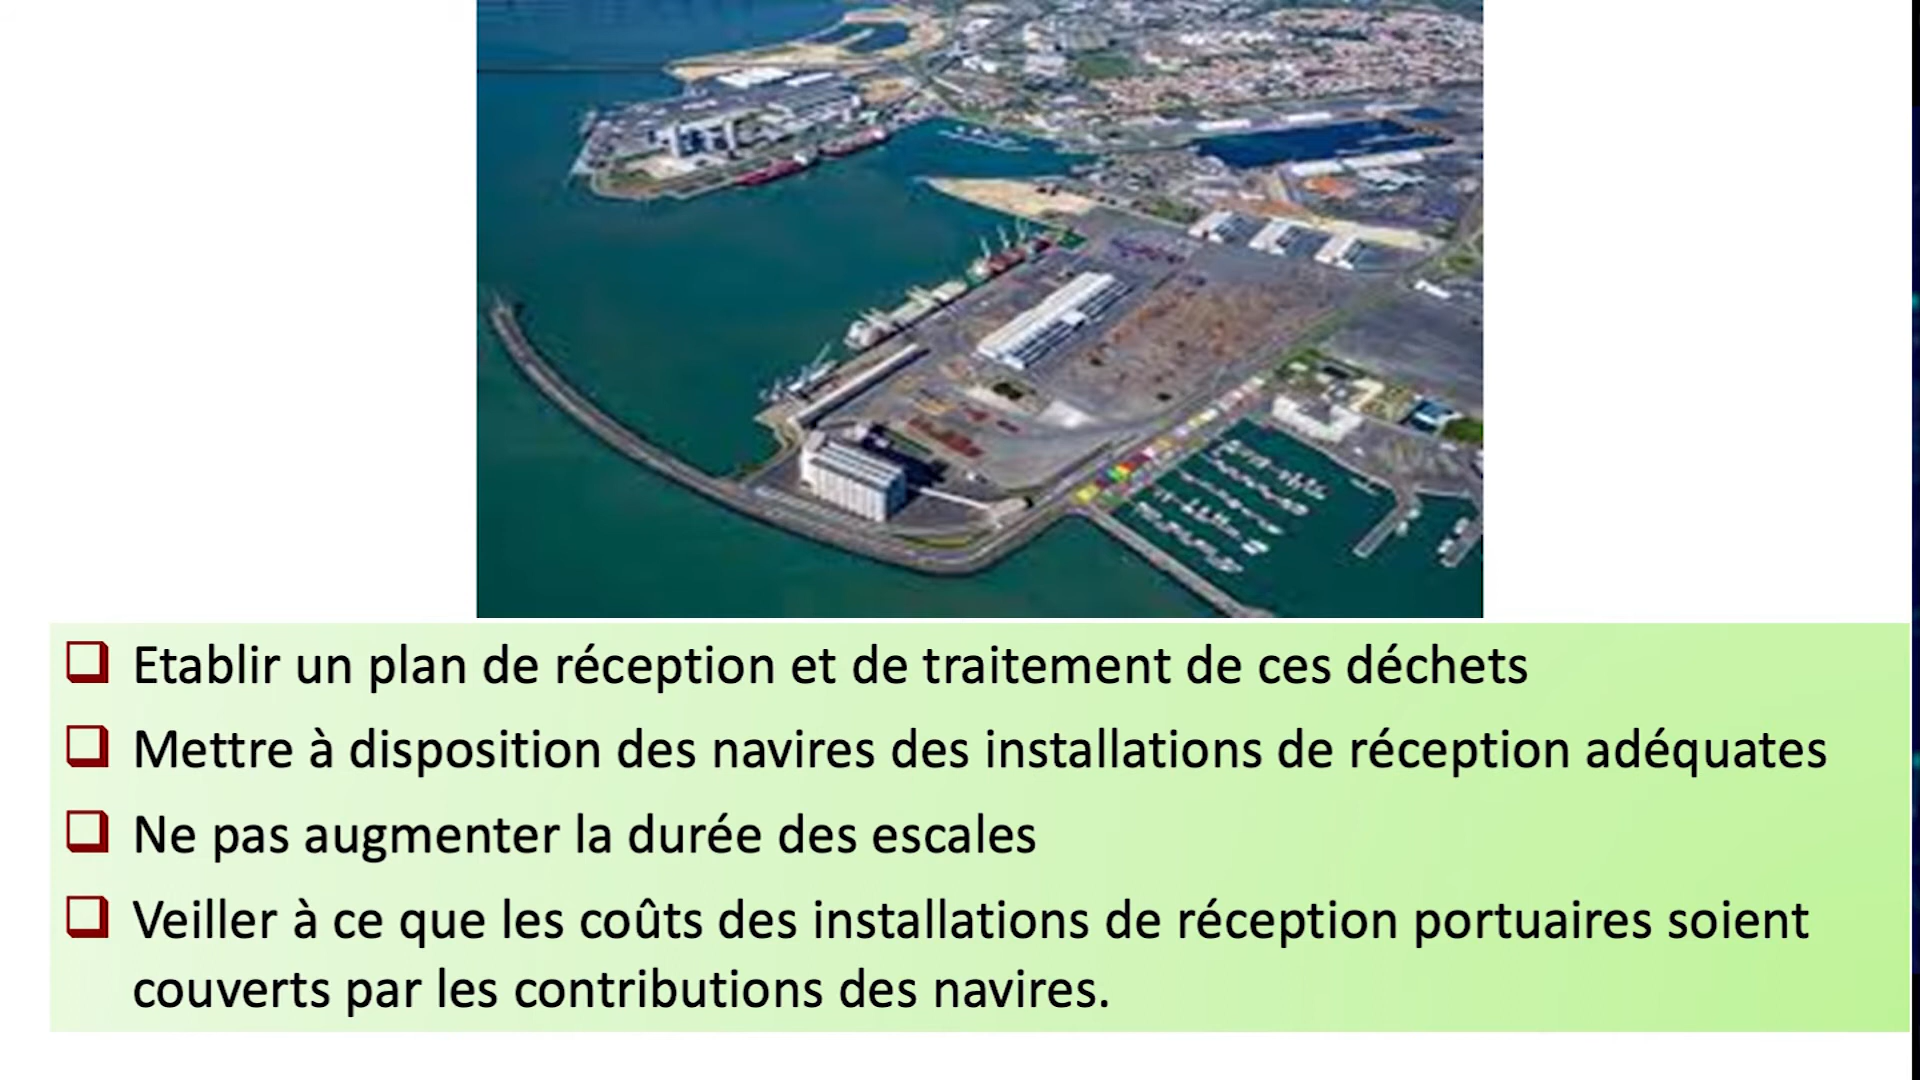 Etablir un plan de réception et de traitement de ces déchets
Mettre à disposition des navires des installations de réception adéquates
Ne pas augmenter la durée des escales
Veiller à ce que les coûts des installations de réception portuaires soient
couverts par les contributions des navires.